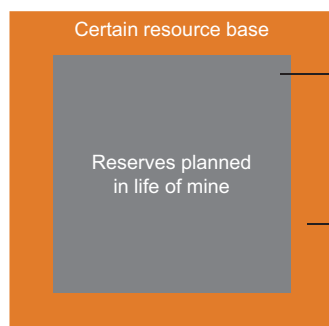 Certain resource base
Reserves planned
in life of mine